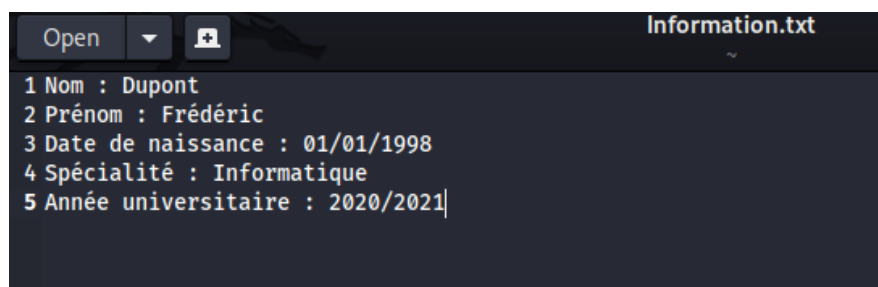 Open Information.txt
~
1 Nom : Dupont
2 Prénom : Frédéric
3 Date de naissance : 01/01/1998
4 Spécialité : Informatique
5 Année universitaire : 2020/2021